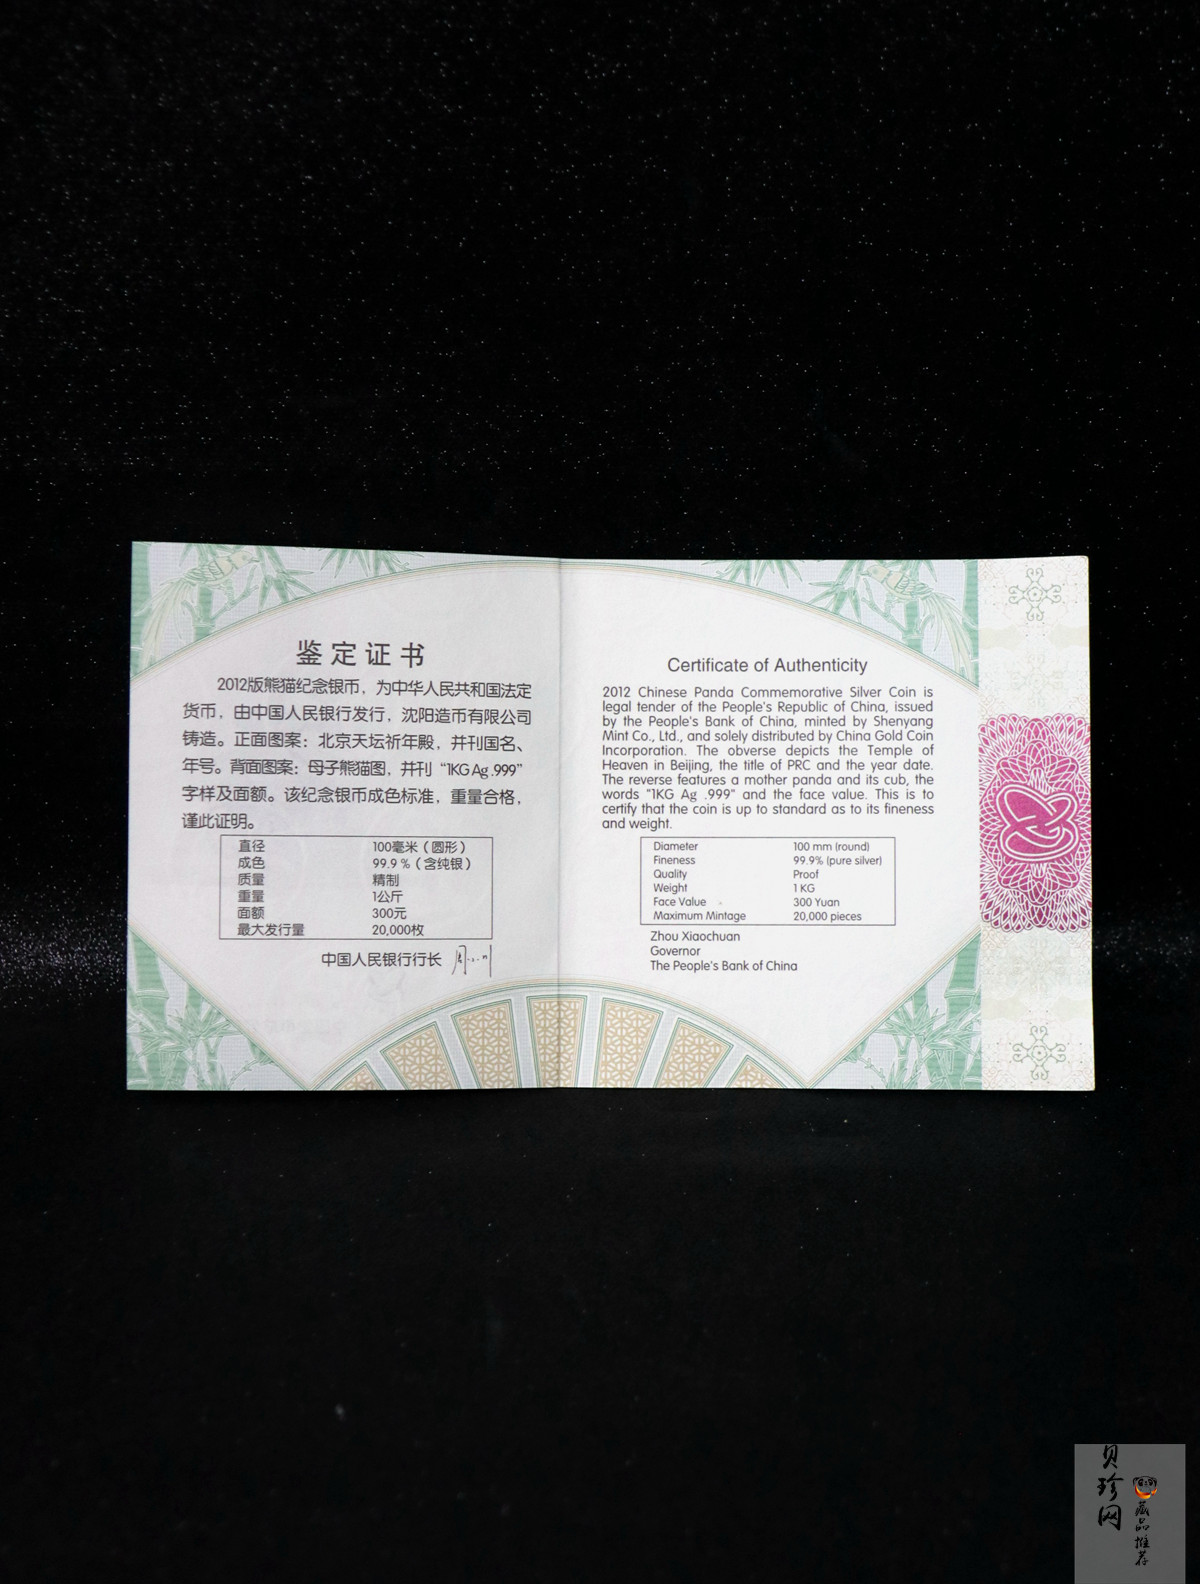 鉴定证书
2012版熊猫纪念银币，为中华人民共和国法定
货币，由中国人民银行发行，沈阳造币有限公司
铸造。正面图案：北京天坛祈年殿，并刊国名、
年号。背面图案：母子熊猫图，并刊“1KG Ag .999”
字样及面额。该纪念银币成色标准，重量合格，
谨此证明。
直径 100毫米（圆形）
成色 99.9%（含纯银）
质量 精制
重量 1公斤
面额 300元
最大发行量 20,000枚
中国人民银行行长
Certificate of Authenticity
2012 Chinese Panda Commemorative Silver Coin is
legal tender of the People's Republic of China, issued
by the People's Bank of China, minted by Shenyang
Mint Co., Ltd., and solely distributed by China Gold Coin
Incorporation. The obverse depicts the Temple of
Heaven in Beijing, the title of PRC and the year date.
The reverse features a mother panda and its cub, the
words "1KG Ag .999" and the face value. This is to
certify that the coin is up to standard as to its fineness
and weight.
Diameter 100 mm (round)
Fineness 99.9% (pure silver)
Quality Proof
Weight 1 KG
Face Value 300 Yuan
Maximum Mintage 20,000 pieces
Zhou Xiaochuan
Governor
The People's Bank of China
贝珍网
藏品推荐